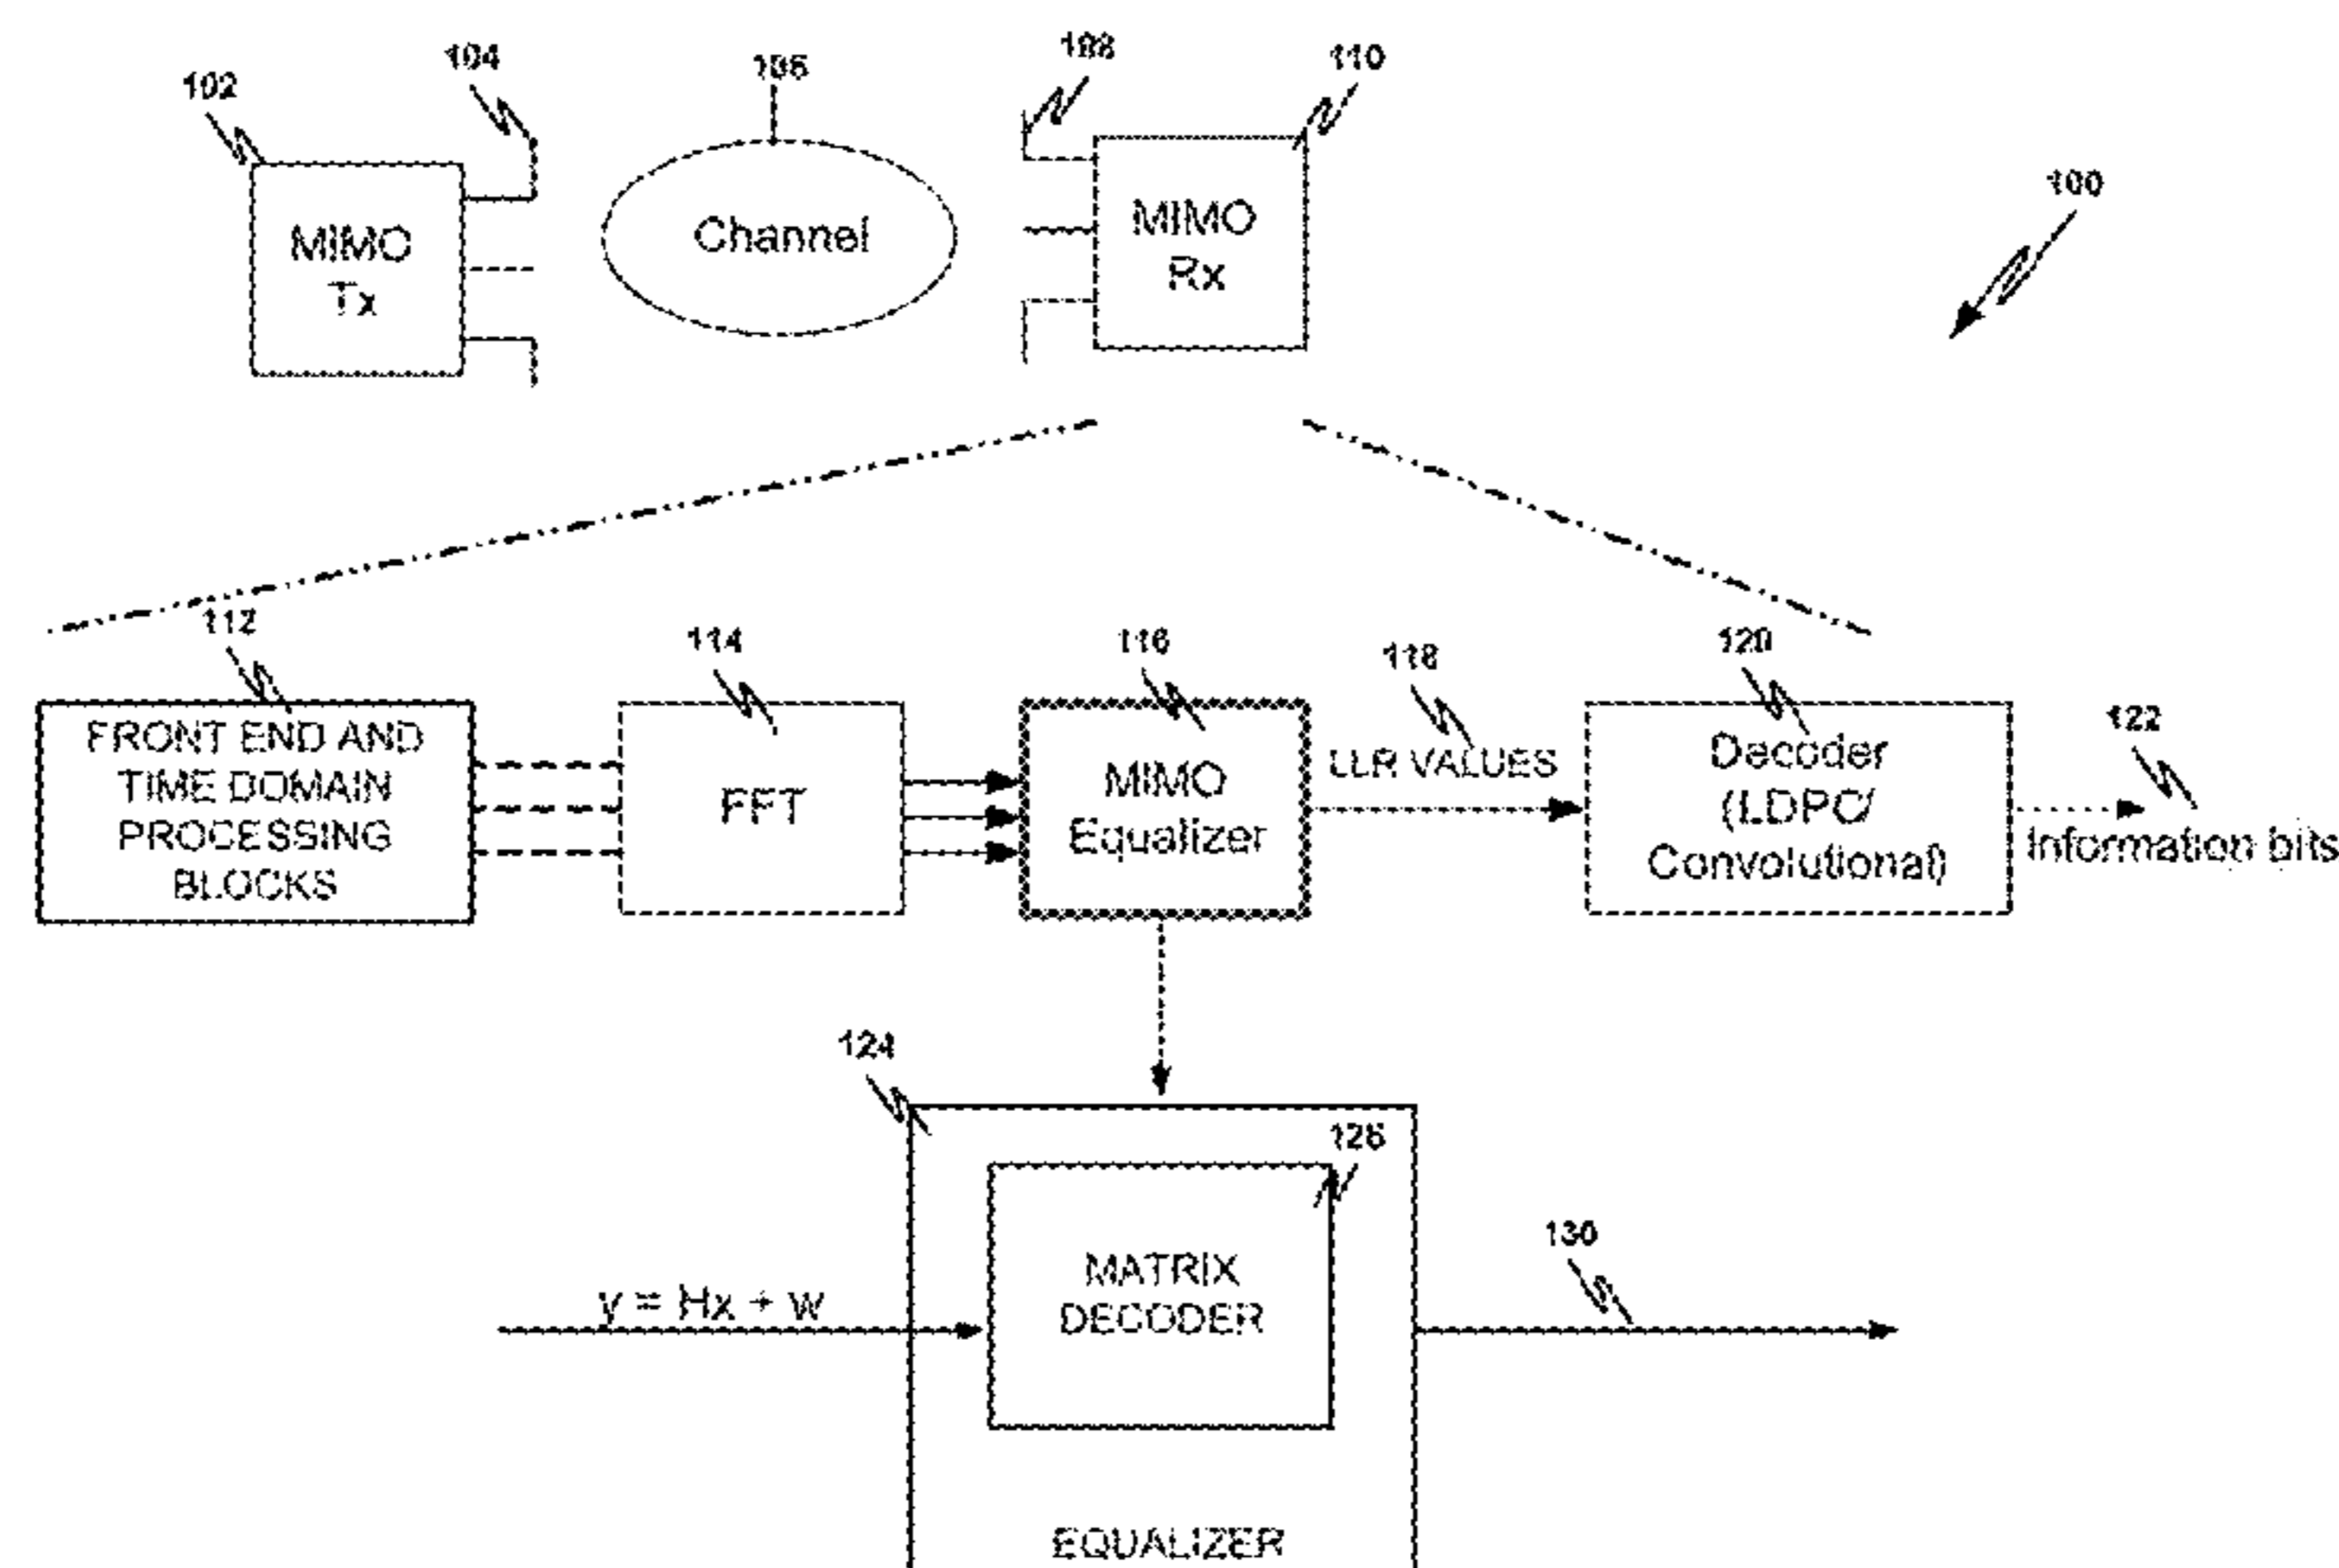 104
106
108
110
102
100
MIMO
Tx
Channel
MIMO
Rx
112
114
116
118
120
122
FRONT END AND
TIME DOMAIN
PROCESSING
BLOCKS
FFT
MIMO
Equalizer
LLR VALUES
Decoder
(LDPC/
Convolutional)
Information bits
124
126
130
MATRIX
DECODER
y = Hx + w
EQUALIZER